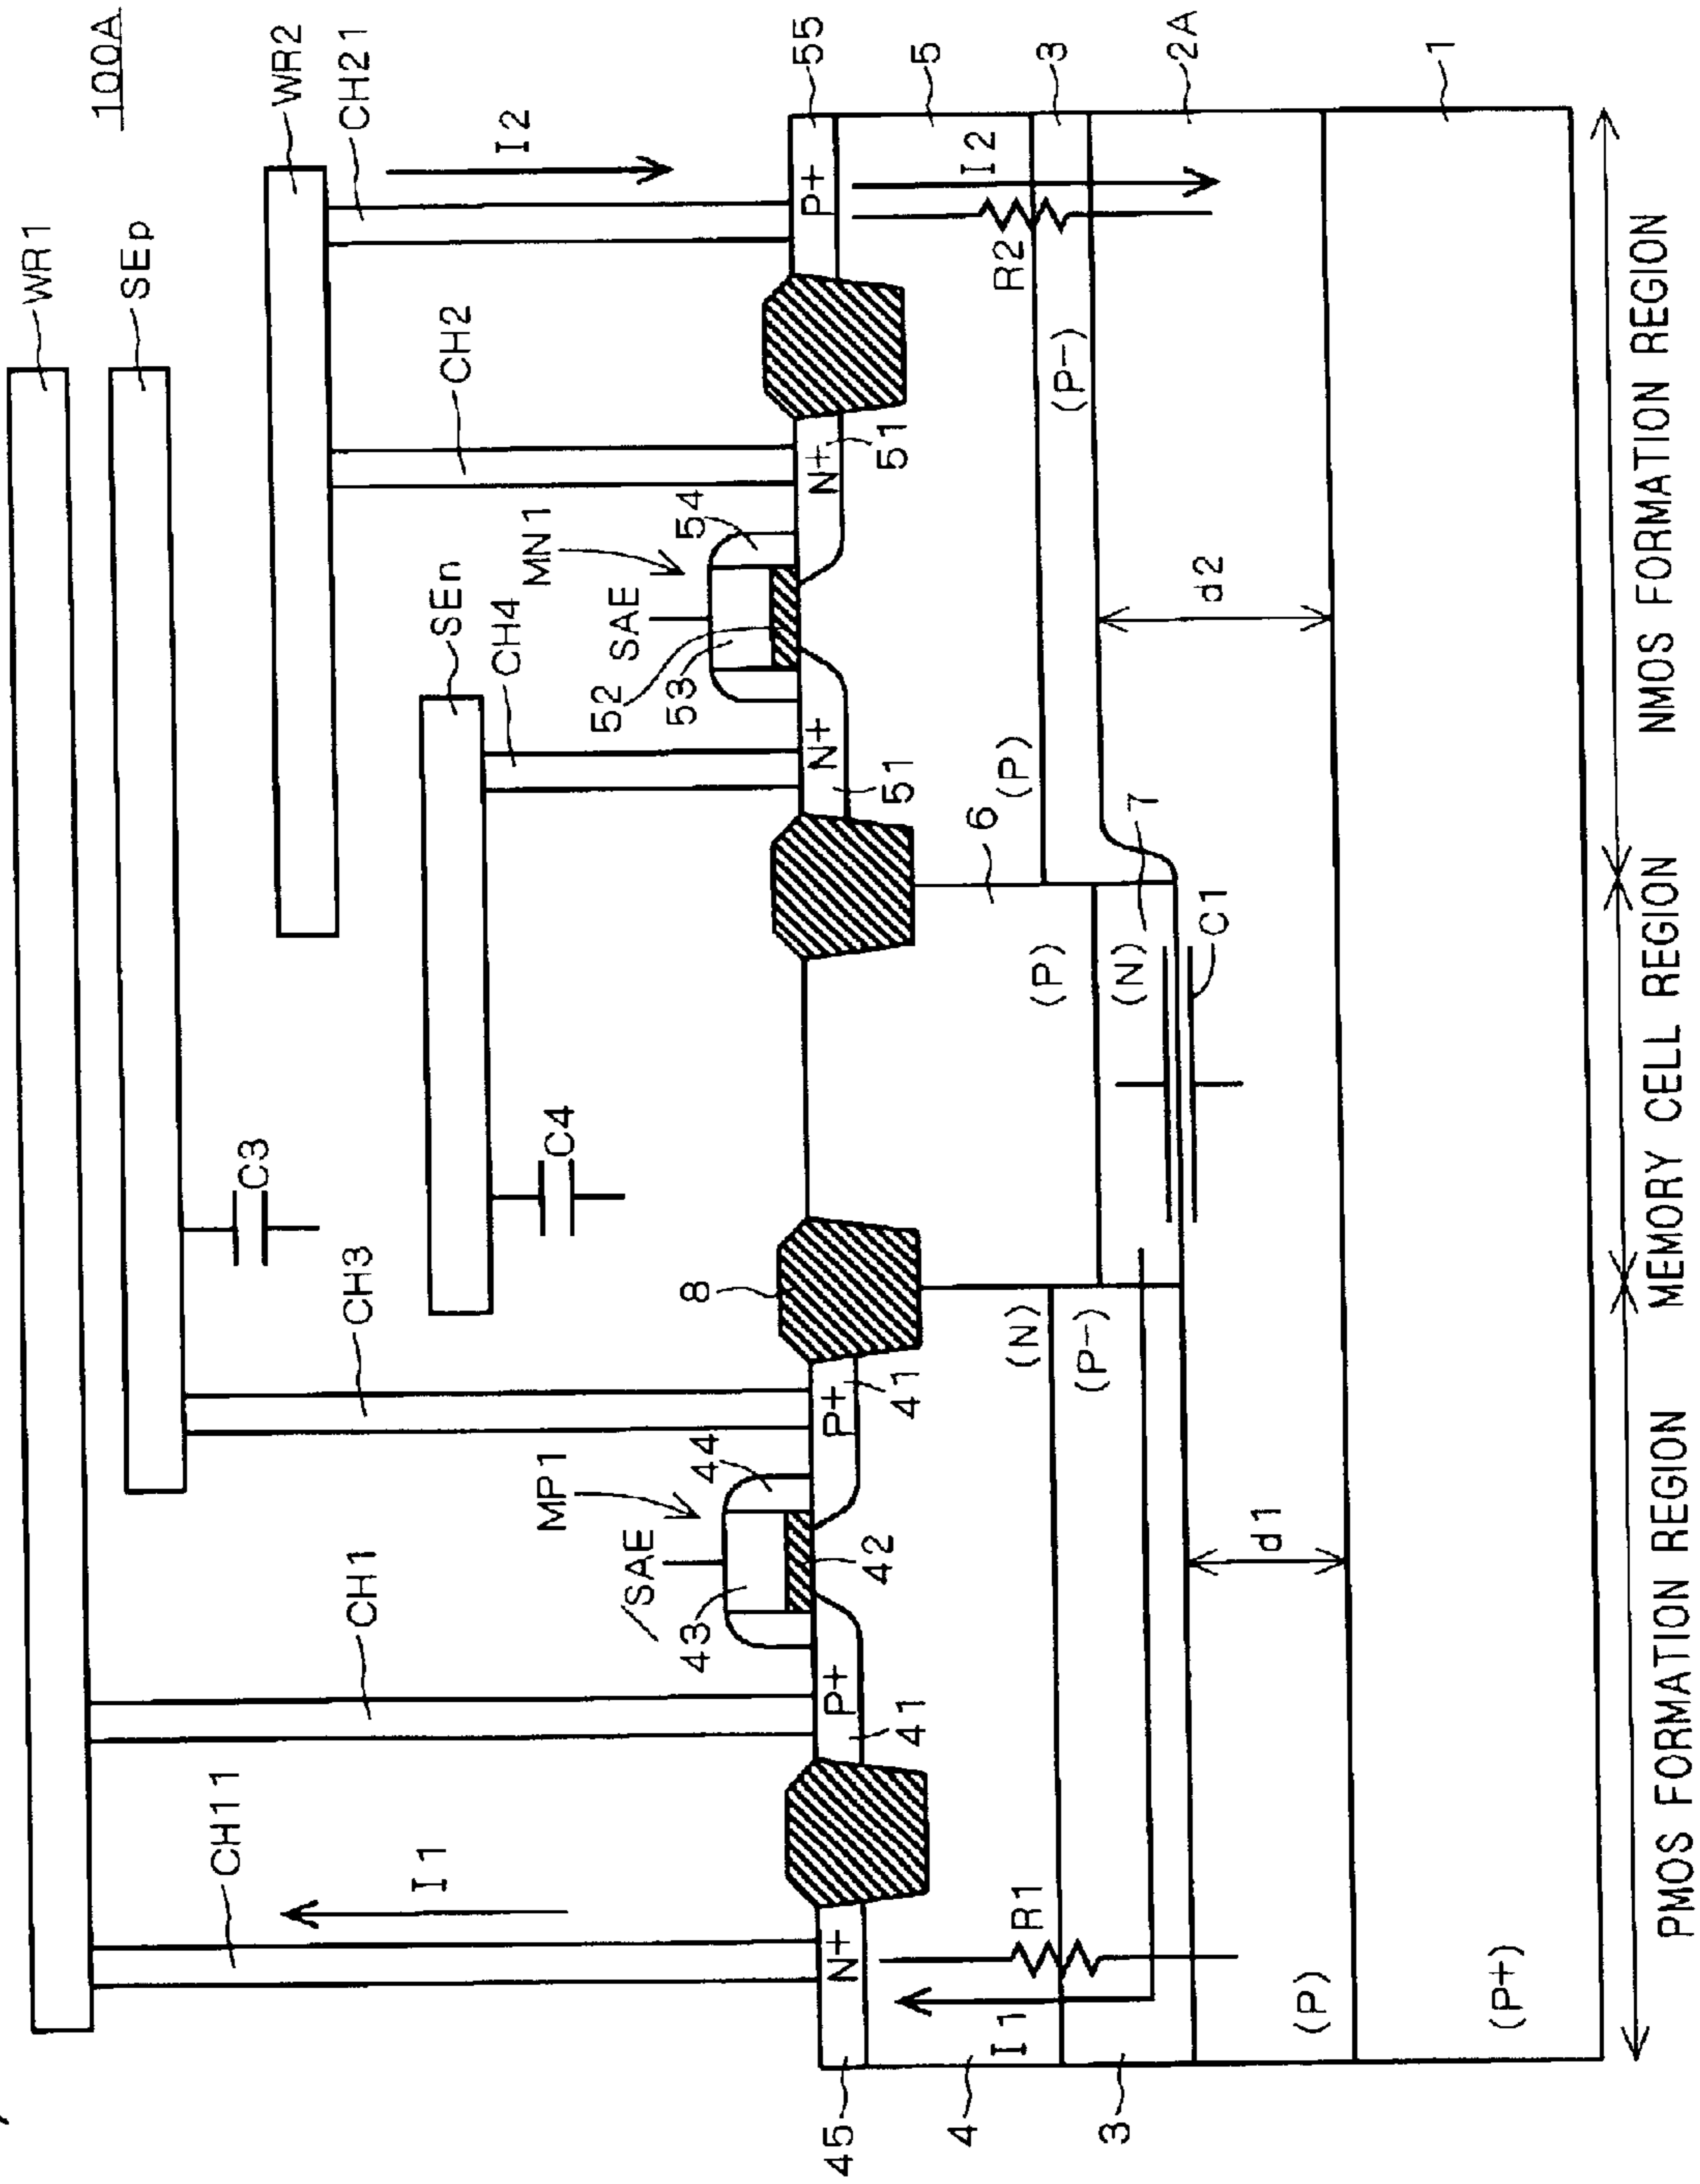 100A
WR1
SEp
WR2
CH21
I2
CH2
SEn
CH4
C3
C4
CH3
CH1
CH11
I1
MN1
SAE
54
53
52
MP1
/SAE
44
43
42
8
55
P+
N+
51
N+
51
P+
41
P+
41
N+
45
5
I2
R2
3
(P-)
(P)
6
(P)
(N)
7
C1
(N)
(P-)
R1
I1
4
3
2A
d2
d1
(P)
1
(P+)
PMOS FORMATION REGION
MEMORY CELL REGION
NMOS FORMATION REGION